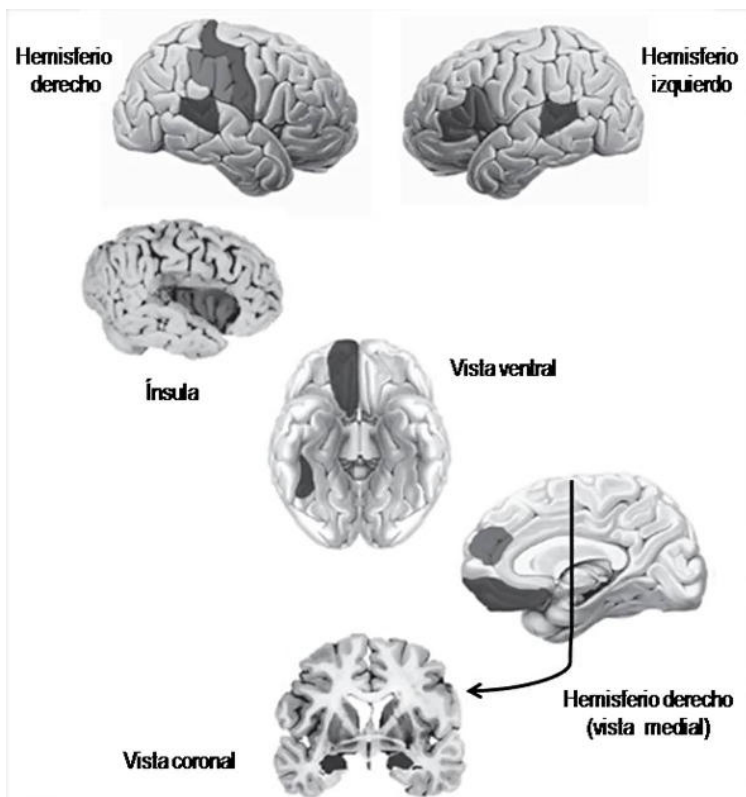 Hemisferio
derecho
Hemisferio
izquierdo
Ínsula
Vista ventral
Hemisferio derecho
(vista medial)
Vista coronal